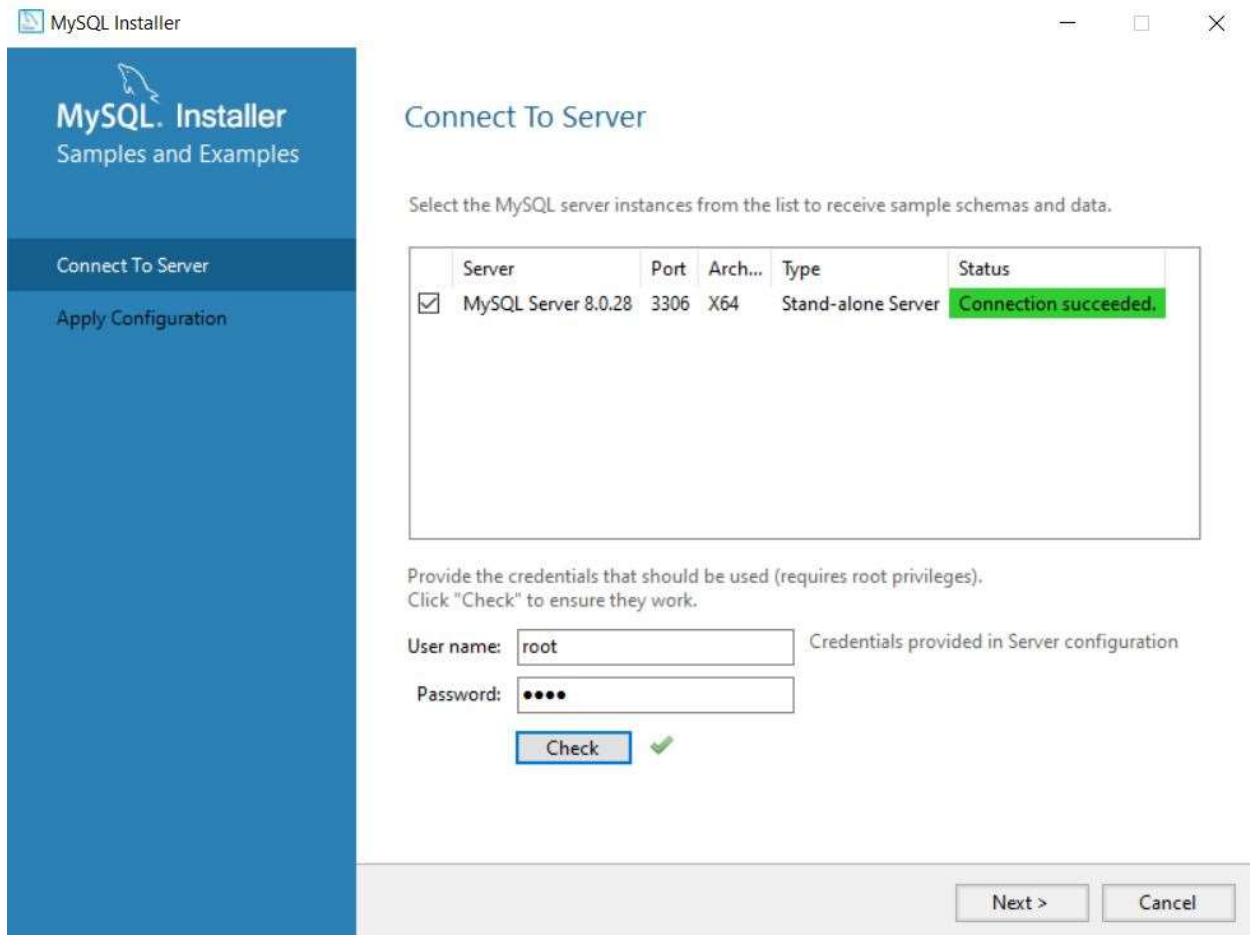 MySQL Installer
MySQL. Installer
Samples and Examples
Connect To Server
Apply Configuration
Connect To Server
Select the MySQL server instances from the list to receive sample schemas and data.
Server Port Arch... Type Status
MySQL Server 8.0.28 3306 X64 Stand-alone Server Connection succeeded.
Provide the credentials that should be used (requires root privileges).
Click "Check" to ensure they work.
User name: root Credentials provided in Server configuration
Password: ●●●●
Check
Next > Cancel